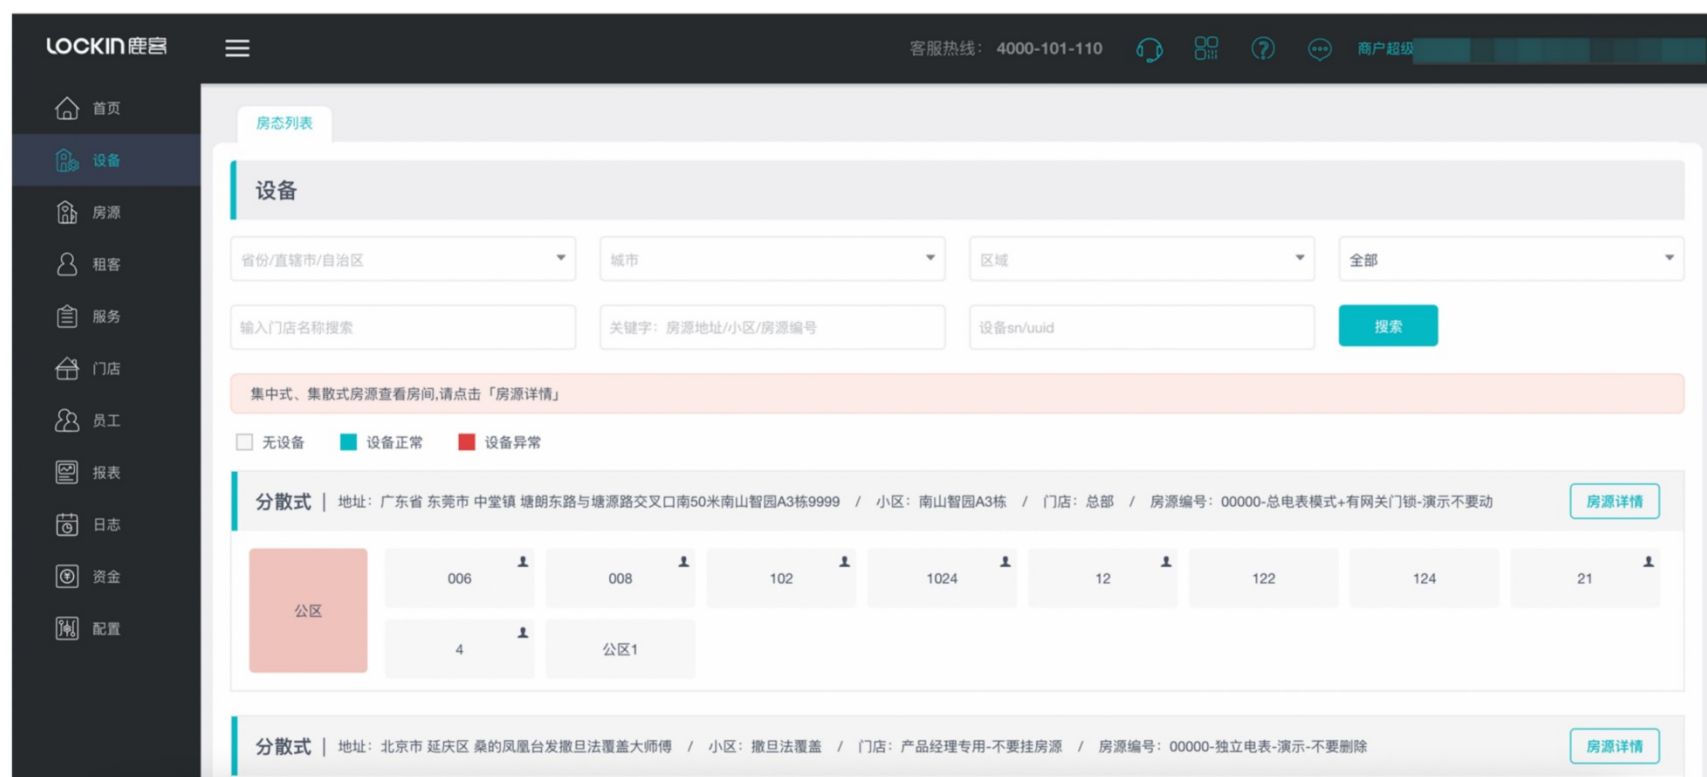 LOCKIN鹿客
客服热线: 4000-101-110
商户超级
首页
设备
房源
租客
服务
门店
员工
报表
日志
资金
配置
房态列表
设备
省份/直辖市/自治区
城市
区域
全部
输入门店名称搜索
关键字：房源地址/小区/房源编号
设备sn/uuid
搜索
集中式、集散式房源查看房间,请点击「房源详情」
无设备 设备正常 设备异常
分散式 | 地址：广东省 东莞市 中堂镇 塘朗东路与塘源路交叉口南50米南山智园A3栋9999 / 小区：南山智园A3栋 / 门店：总部 / 房源编号：00000-总电表模式+有网关门锁-演示不要动
房源详情
公区
006
008
102
1024
12
122
124
21
4
公区1
分散式 | 地址：北京市 延庆区 桑的凤凰台发撒旦法覆盖大师傅 / 小区：撒旦法覆盖 / 门店：产品经理专用-不要挂房源 / 房源编号：00000-独立电表-演示-不要删除
房源详情